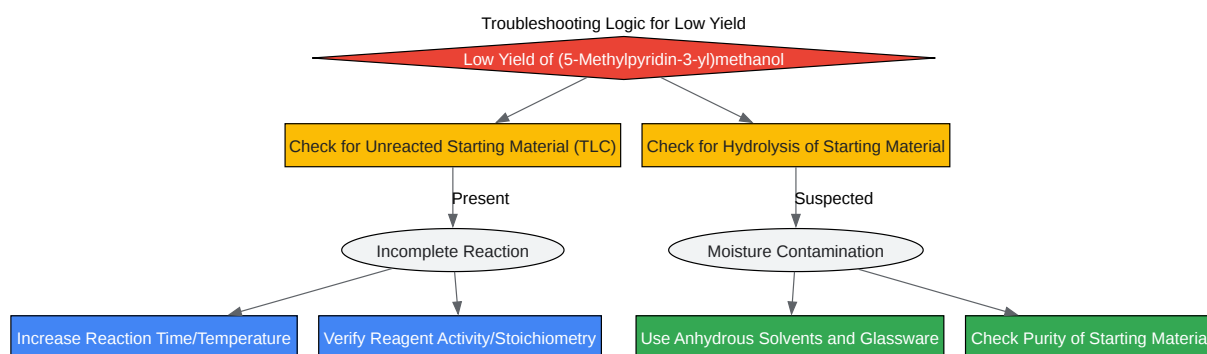 Troubleshooting Logic for Low Yield
Low Yield of (5-Methylpyridin-3-yl)methanol
Check for Unreacted Starting Material (TLC)
Check for Hydrolysis of Starting Material
Present
Suspected
Incomplete Reaction
Moisture Contamination
Increase Reaction Time/Temperature
Verify Reagent Activity/Stoichiometry
Use Anhydrous Solvents and Glassware
Check Purity of Starting Material